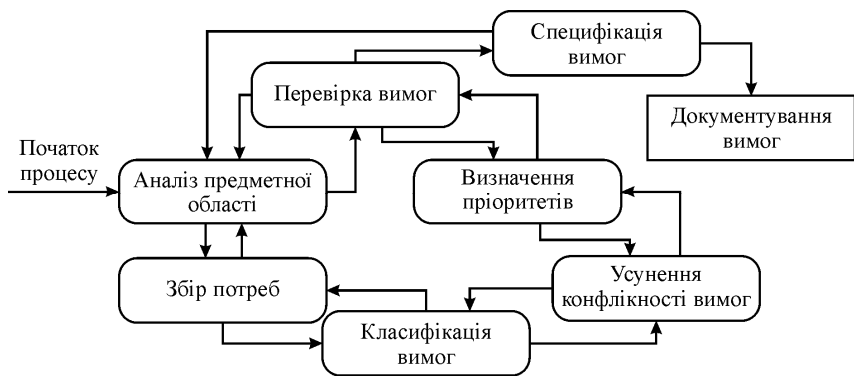 Специфікація
вимог
Перевірка вимог
Документування
вимог
Початок
процесу
Аналіз предметної
області
Визначення
пріоритетів
Збір потреб
Усунення
конфлікності вимог
Класифікація
вимог